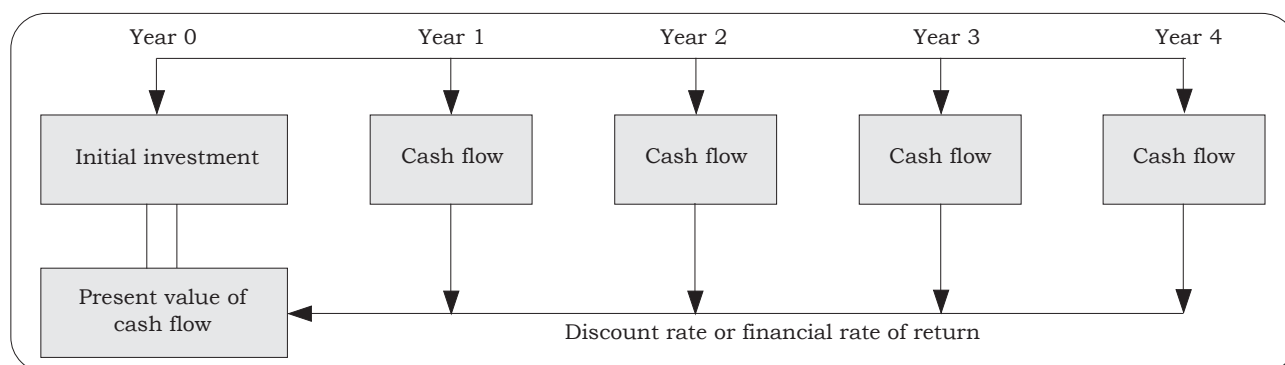 Year 0 Year 1 Year 2 Year 3 Year 4
Initial investment Cash flow Cash flow Cash flow Cash flow
Present value of
cash flow
Discount rate or financial rate of return